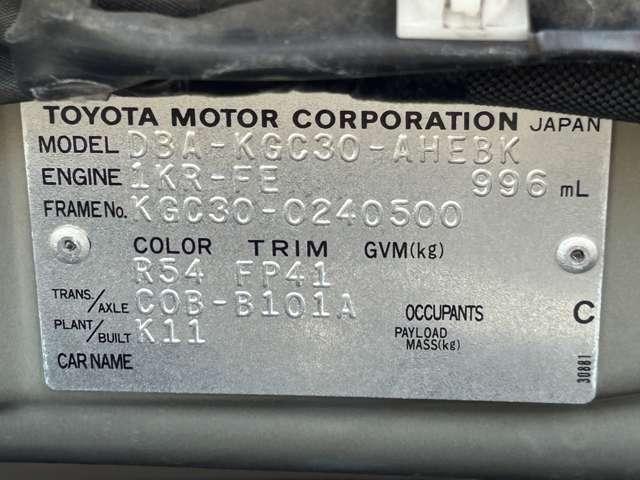 TOYOTA MOTOR CORPORATION JAPAN
MODEL DBA-KGC30-AHEBK
ENGINE 1KR-FE 996 mL
FRAME No. KGC30-0240500
COLOR TRIM GVM(kg)
R54 FP41
TRANS./AXLE C0B-B101A OCCUPANTS C
PLANT/BUILT K11 PAYLOAD MASS(kg)
CAR NAME 30881